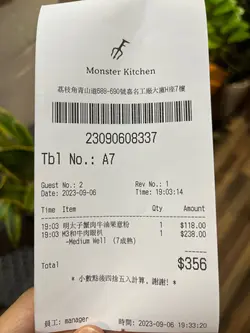 Monster Kitchen
荔枝角青山道689-690號嘉名工廠大廈H座7樓
23090608337
Tbl No.: A7
Guest No.: 2 Rev No.: 1
Date: 2023-09-06 Time: 19:03:14
Time Item Qty Amount
19:03 明太子蟹肉牛油果意粉 1 $118.00
19:03 M3和牛肉眼扒 1 $238.00
-Medium Well (7成熟)
Total $356
* 小數點後四捨五入計算，謝謝! *
員工: manager 時間: 2023-09-06 19:33:20